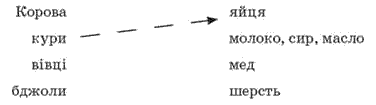 Корова яйця
кури молоко, сир, масло
вівці мед
бджоли шерсть